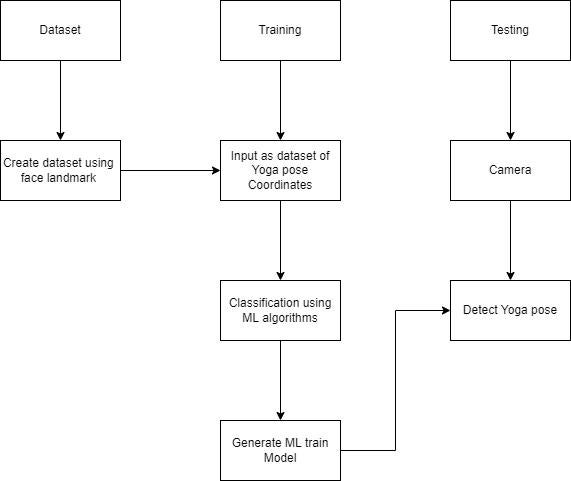 Dataset
Training
Testing
Create dataset using
face landmark
Input as dataset of
Yoga pose
Coordinates
Camera
Classification using
ML algorithms
Detect Yoga pose
Generate ML train
Model